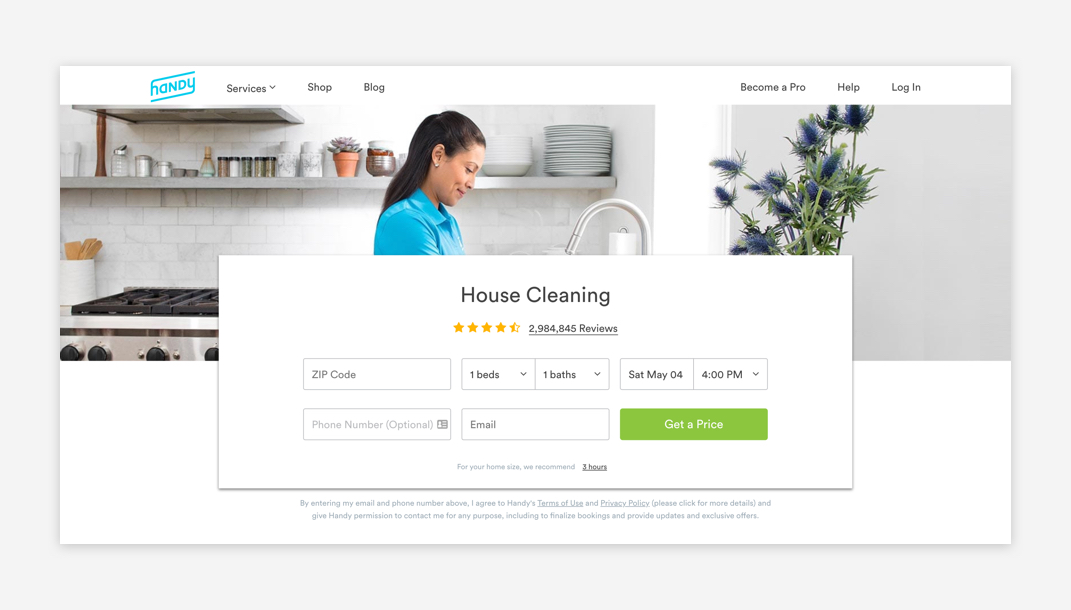 handy
Services
Shop
Blog
Become a Pro
Help
Log In
House Cleaning
2,984,845 Reviews
ZIP Code
1 beds
1 baths
Sat May 04
4:00 PM
Phone Number (Optional)
Email
Get a Price
For your home size, we recommend 3 hours
By entering my email and phone number above, I agree to Handy's Terms of Use and Privacy Policy (please click for more details) and
give Handy permission to contact me for any purpose, including to finalize bookings and provide updates and exclusive offers.